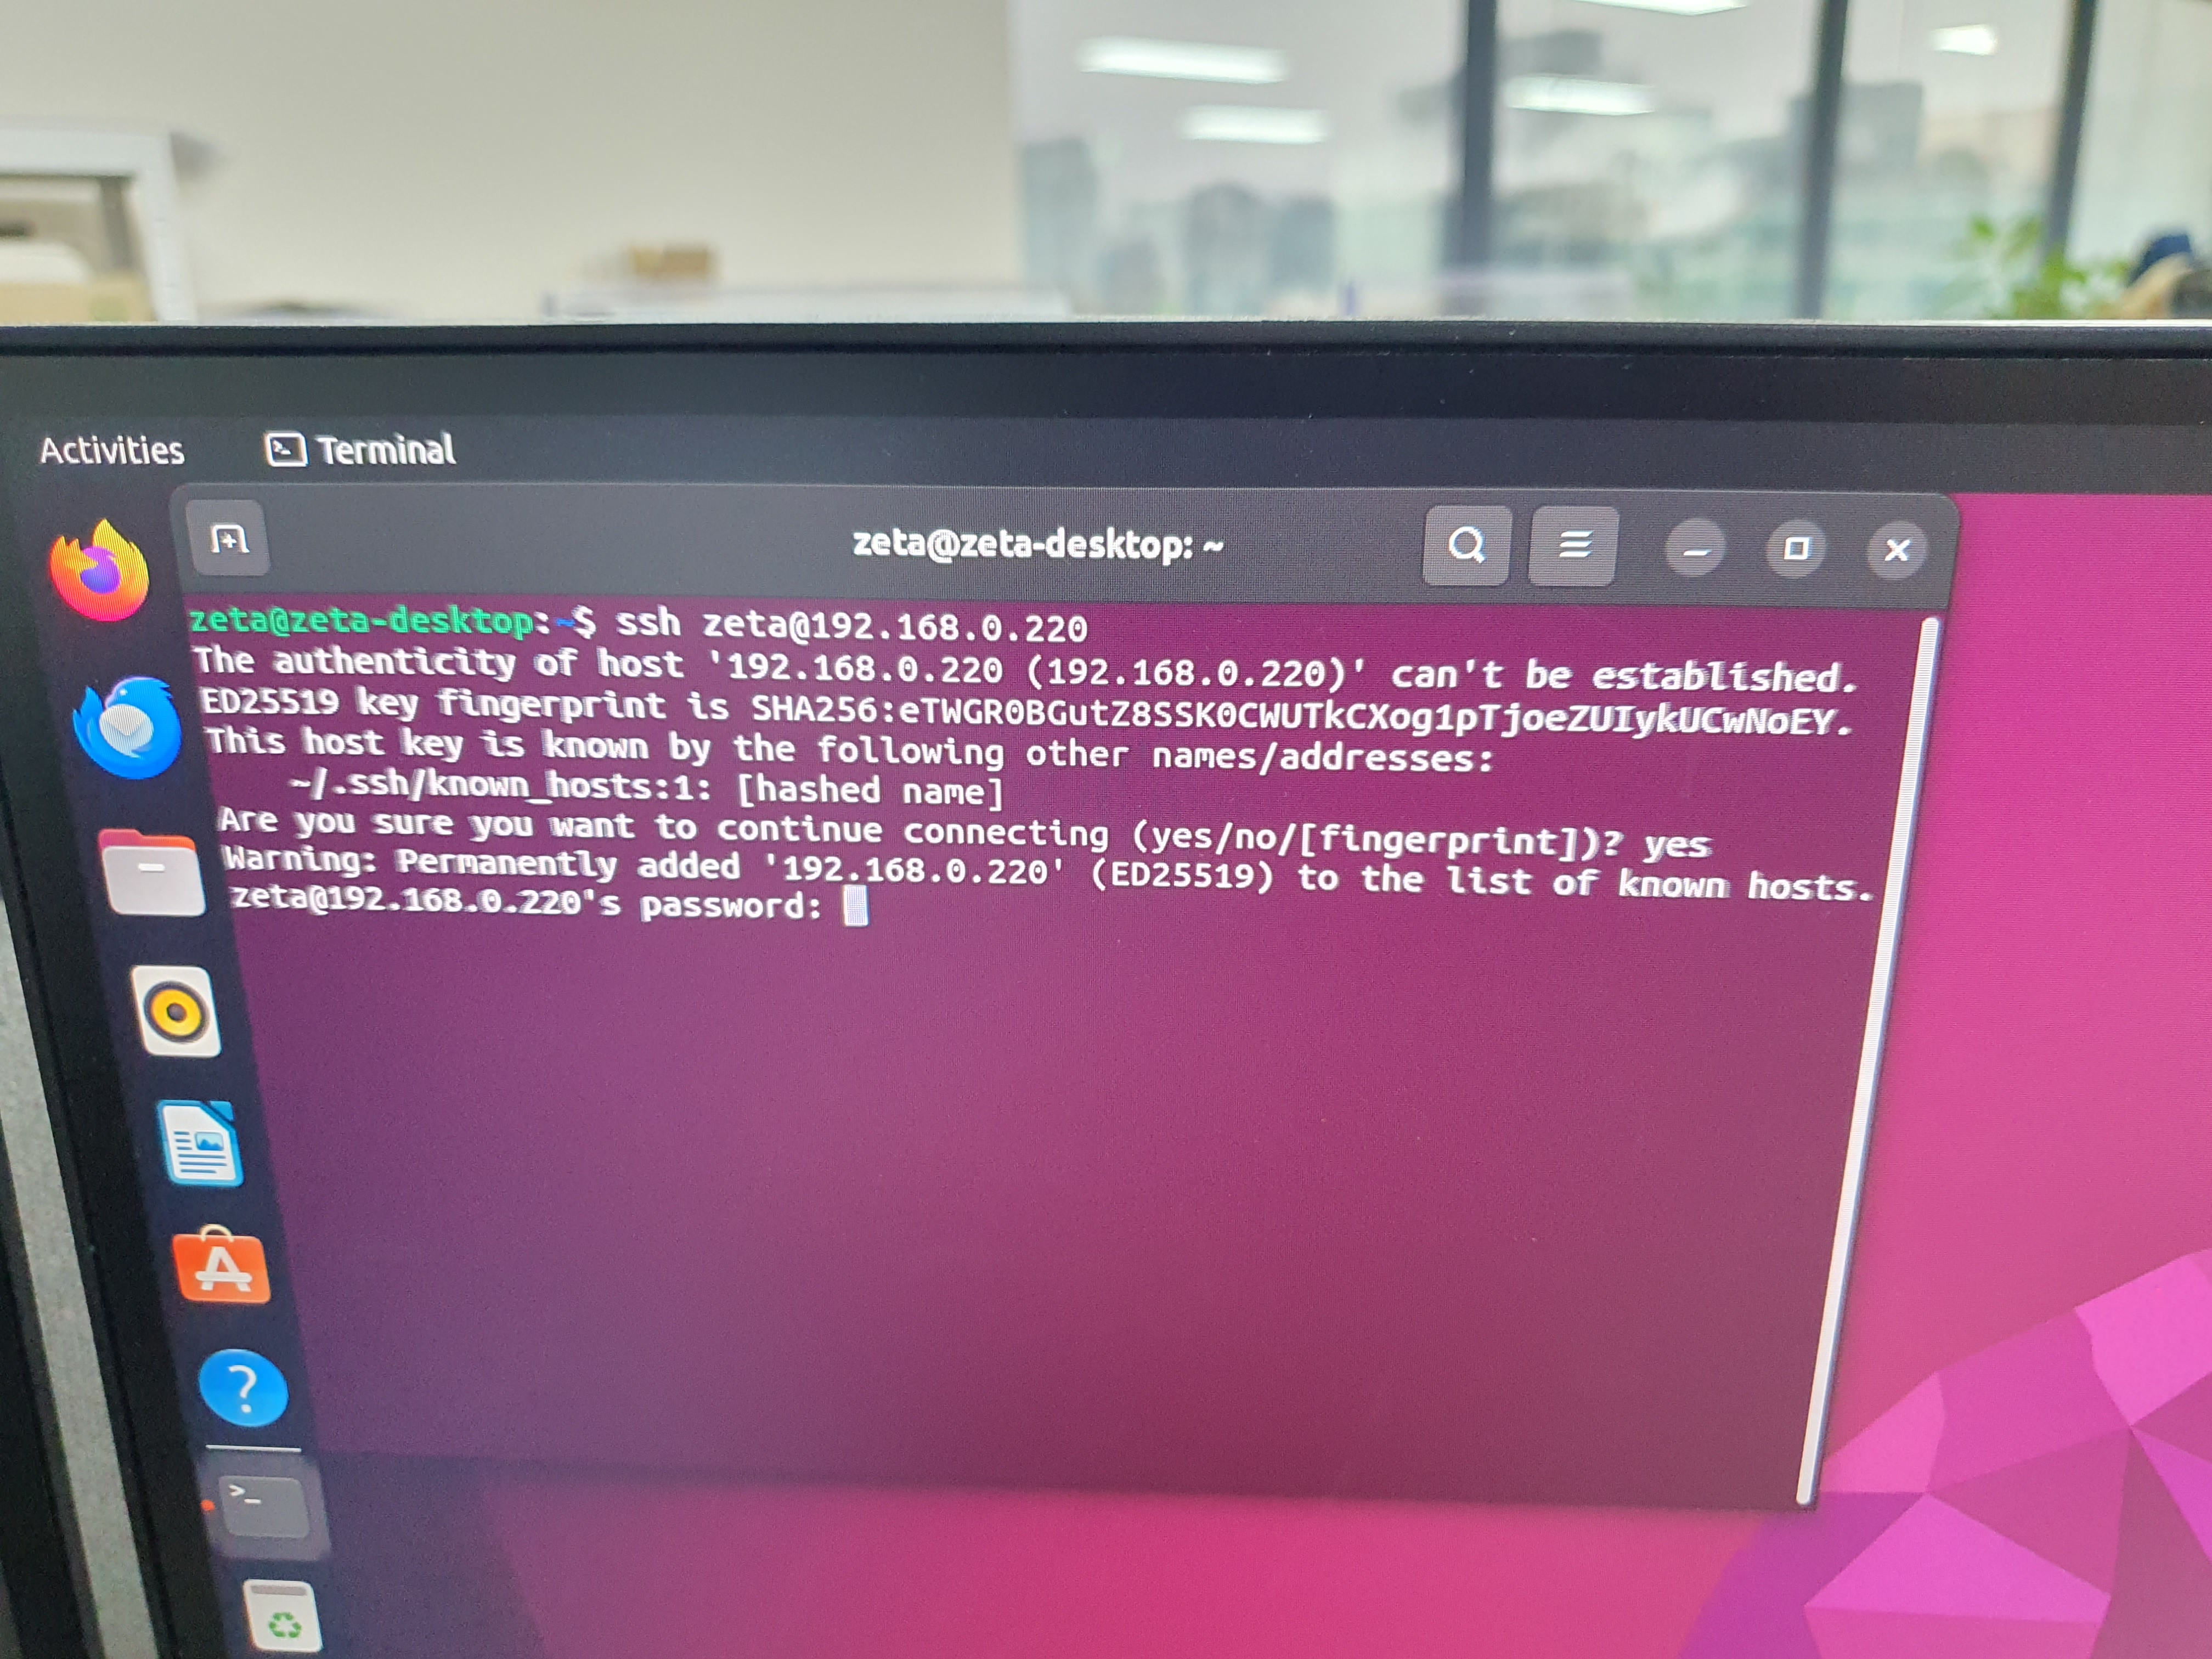 Activities
Terminal
zeta@zeta-desktop: ~
zeta@zeta-desktop:~$ ssh zeta@192.168.0.220
The authenticity of host '192.168.0.220 (192.168.0.220)' can't be established.
ED25519 key fingerprint is SHA256:eTWGR0BGutZ8SSK0CWUTkCXog1pTjoeZUIykUCwNoEY.
This host key is known by the following other names/addresses:
~/.ssh/known_hosts:1: [hashed name]
Are you sure you want to continue connecting (yes/no/[fingerprint])? yes
Warning: Permanently added '192.168.0.220' (ED25519) to the list of known hosts.
zeta@192.168.0.220's password: